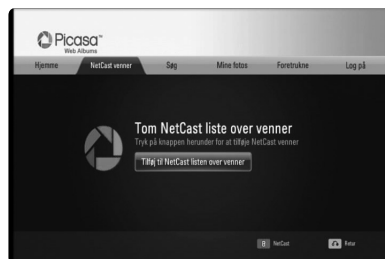 Picasa™
Web Albums
Hjemme NetCast venner Søg Mine fotos Foretrukne Log på
Tom NetCast liste over venner
Tryk på knappen herunder for at tilføje NetCast venner
Tilføj til NetCast listen over venner
NetCast Retur